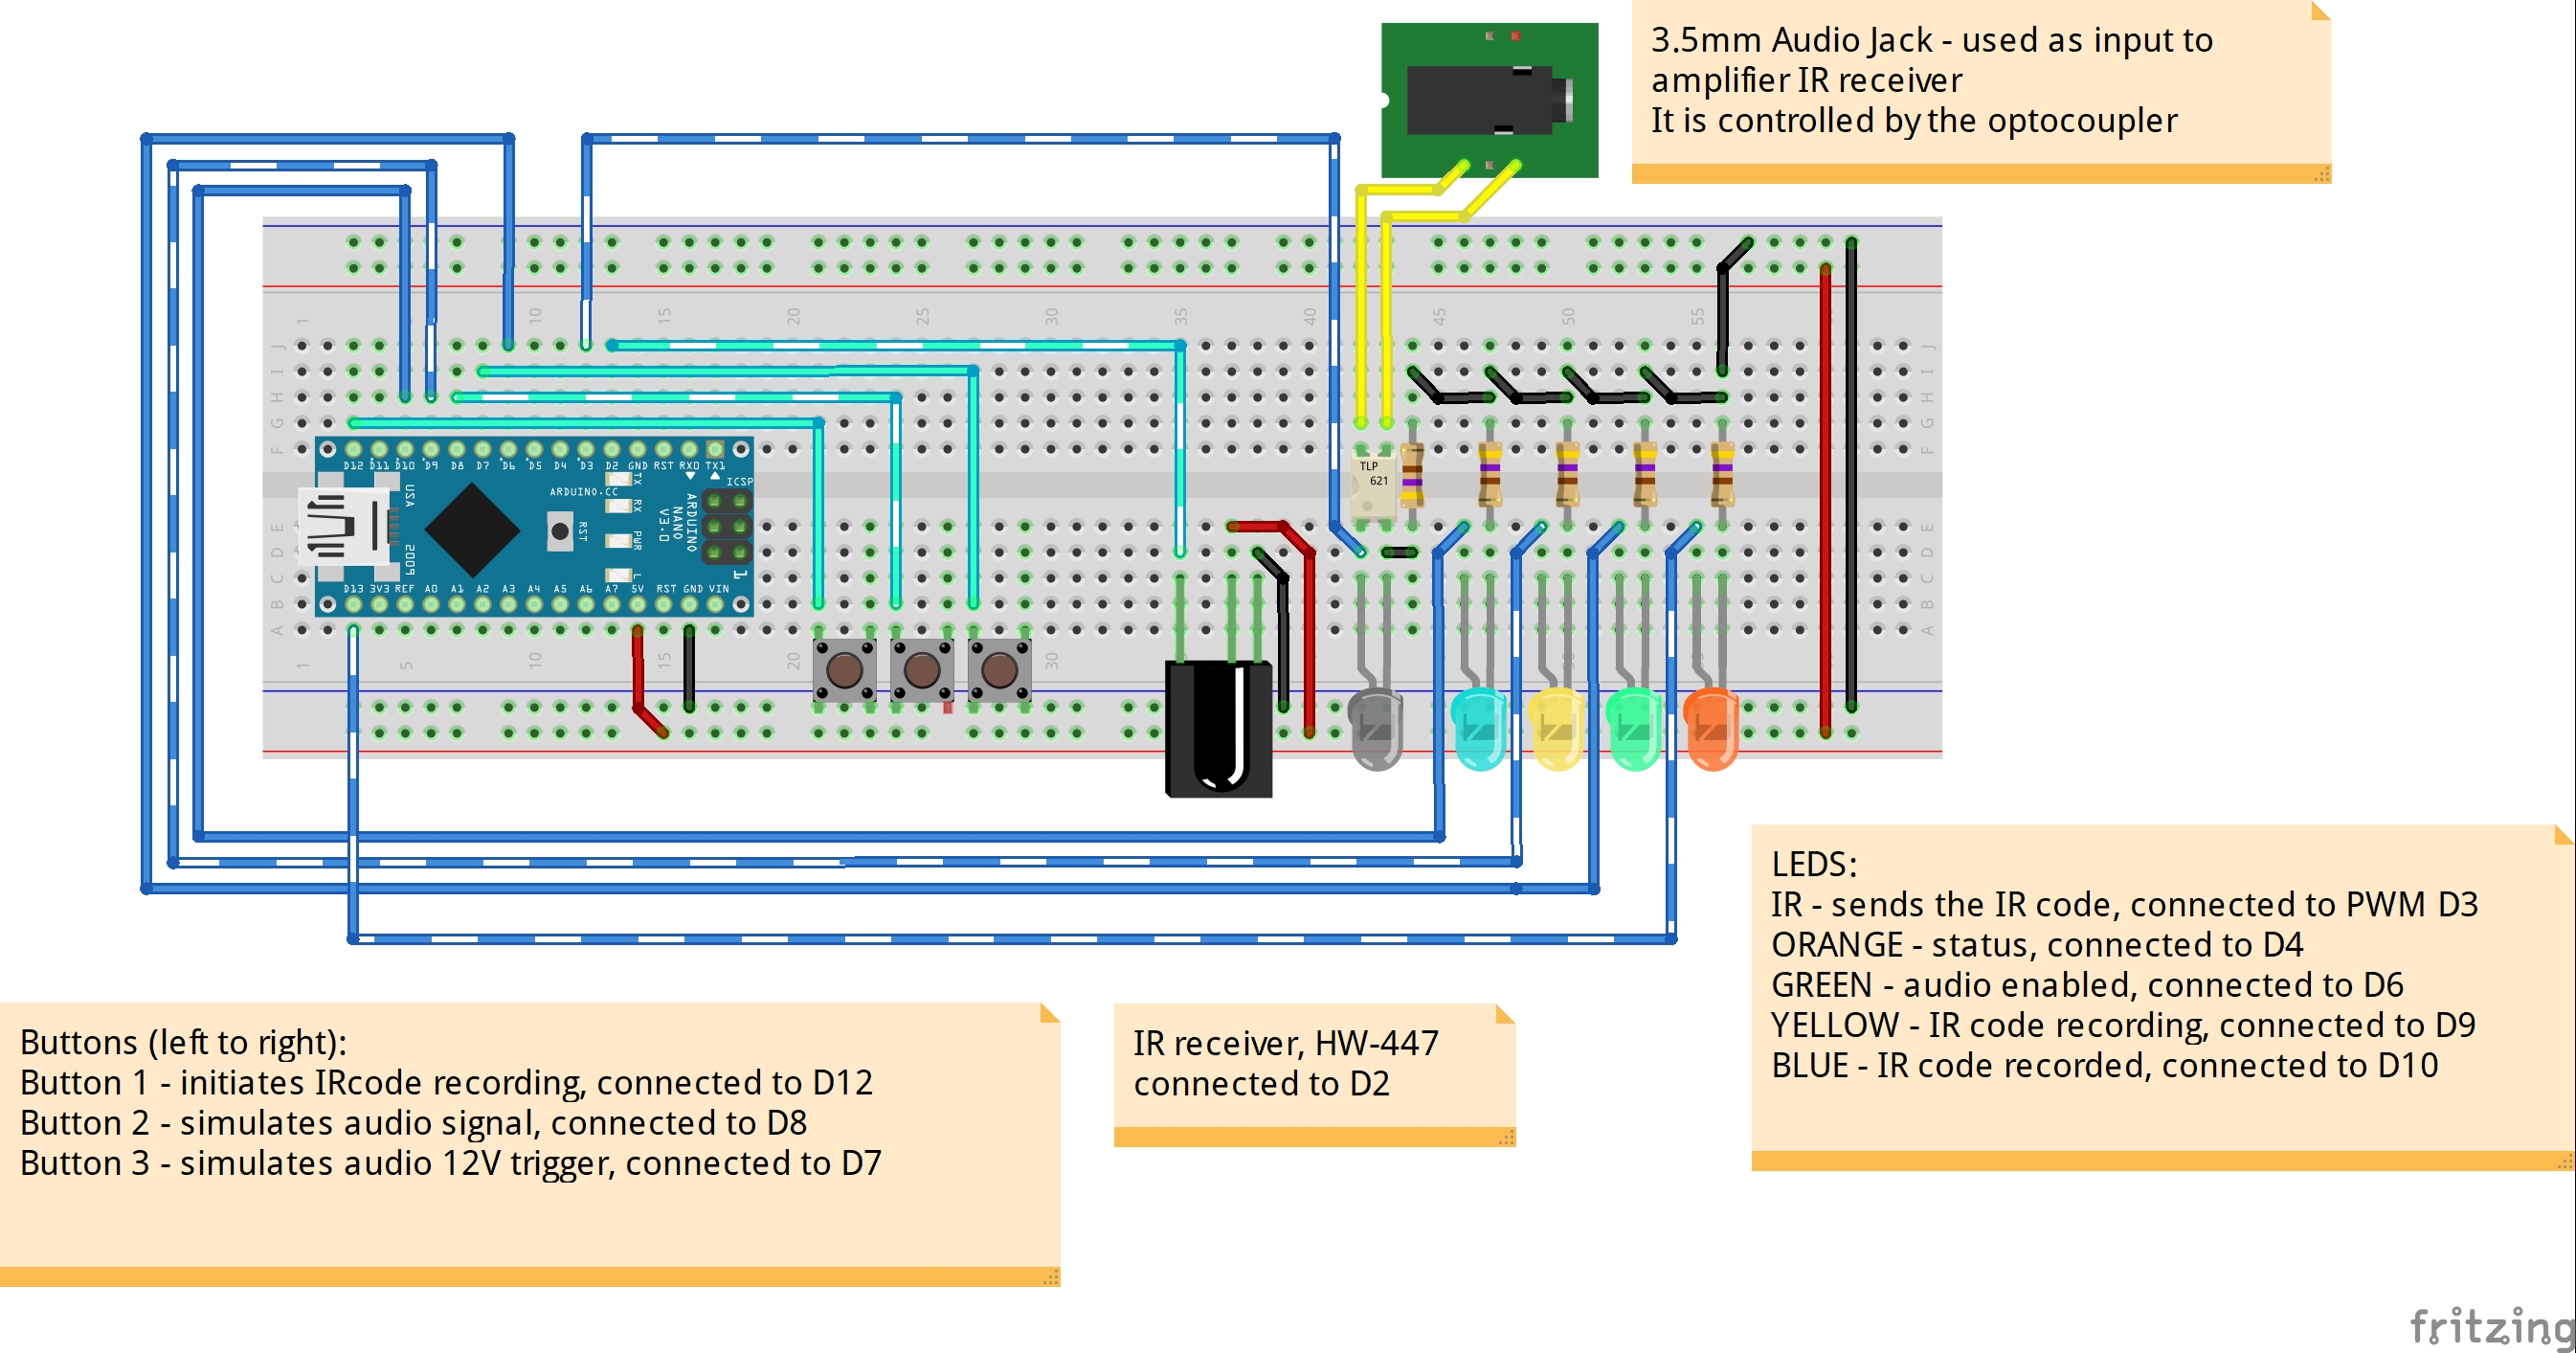 3.5mm Audio Jack - used as input to
amplifier IR receiver
It is controlled by the optocoupler
1
10
15
20
25
30
35
40
45
50
55
J
I
H
G
F
J
I
H
G
F
D12 D11 D10 D9 D8 D7 D6 D5 D4 D3 D2 GND RST RX0 TX1
TX
RX
PWR
L
USA
2005
ARDUINO.CC
RST
ARDUINO
NANO
V3.0
ICSP
1
D13 3V3 REF A0 A1 A2 A3 A4 A5 A6 A7 5V RST GND VIN
TLP
621
E
D
C
B
A
E
D
C
B
A
1
5
10
15
20
30
LEDS:
IR - sends the IR code, connected to PWM D3
ORANGE - status, connected to D4
GREEN - audio enabled, connected to D6
YELLOW - IR code recording, connected to D9
BLUE - IR code recorded, connected to D10
Buttons (left to right):
Button 1 - initiates IRcode recording, connected to D12
Button 2 - simulates audio signal, connected to D8
Button 3 - simulates audio 12V trigger, connected to D7
IR receiver, HW-447
connected to D2
fritzing